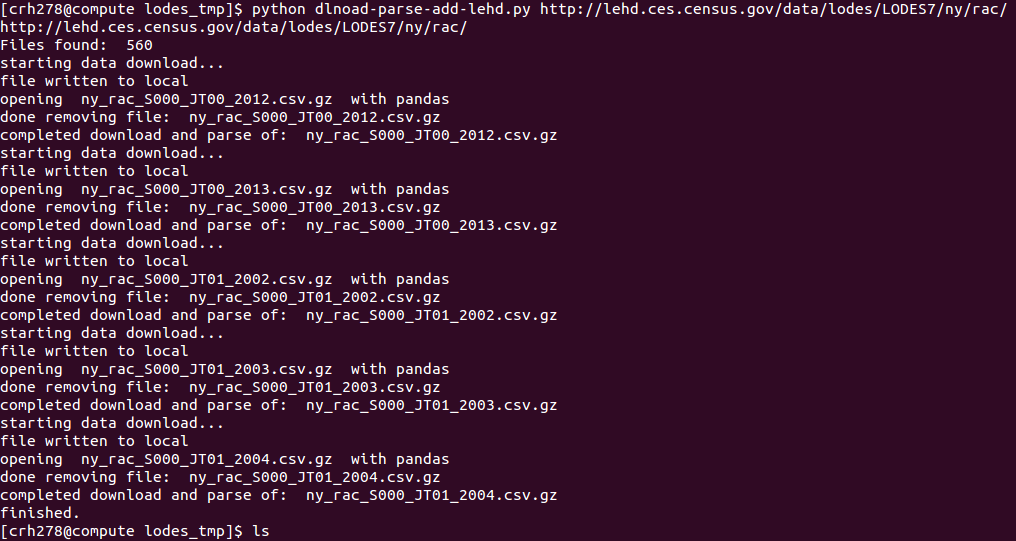 [crh278@compute lodes_tmp]$ python dlnoad-parse-add-lehd.py http://lehd.ces.census.gov/data/lodes/LODES7/ny/rac/
http://lehd.ces.census.gov/data/lodes/LODES7/ny/rac/
Files found:  560
starting data download...
file written to local
opening  ny_rac_S000_JT00_2012.csv.gz  with pandas
done removing file:  ny_rac_S000_JT00_2012.csv.gz
completed download and parse of:  ny_rac_S000_JT00_2012.csv.gz
starting data download...
file written to local
opening  ny_rac_S000_JT00_2013.csv.gz  with pandas
done removing file:  ny_rac_S000_JT00_2013.csv.gz
completed download and parse of:  ny_rac_S000_JT00_2013.csv.gz
starting data download...
file written to local
opening  ny_rac_S000_JT01_2002.csv.gz  with pandas
done removing file:  ny_rac_S000_JT01_2002.csv.gz
completed download and parse of:  ny_rac_S000_JT01_2002.csv.gz
starting data download...
file written to local
opening  ny_rac_S000_JT01_2003.csv.gz  with pandas
done removing file:  ny_rac_S000_JT01_2003.csv.gz
completed download and parse of:  ny_rac_S000_JT01_2003.csv.gz
starting data download...
file written to local
opening  ny_rac_S000_JT01_2004.csv.gz  with pandas
done removing file:  ny_rac_S000_JT01_2004.csv.gz
completed download and parse of:  ny_rac_S000_JT01_2004.csv.gz
finished.
[crh278@compute lodes_tmp]$ ls